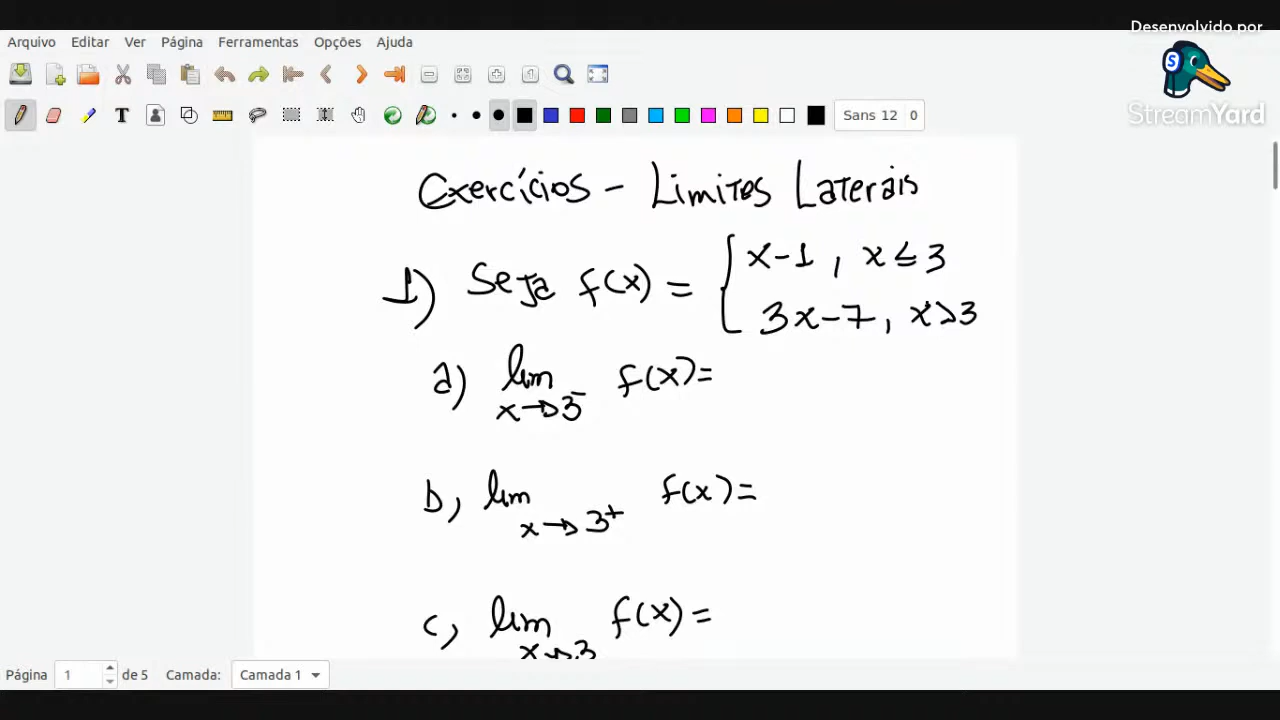 Desenvolvido por
StreamYard
Arquivo Editar Ver Página Ferramentas Opções Ajuda
Sans 12 0
Exercícios - Limites Laterais
1) Seja f(x) = { x-1, x ≤ 3
3x-7, x>3
a) lim x→3⁻ f(x)=
b, lim x→3⁺ f(x)=
c, lim x→3 f(x)=
Página 1 de 5 Camada: Camada 1